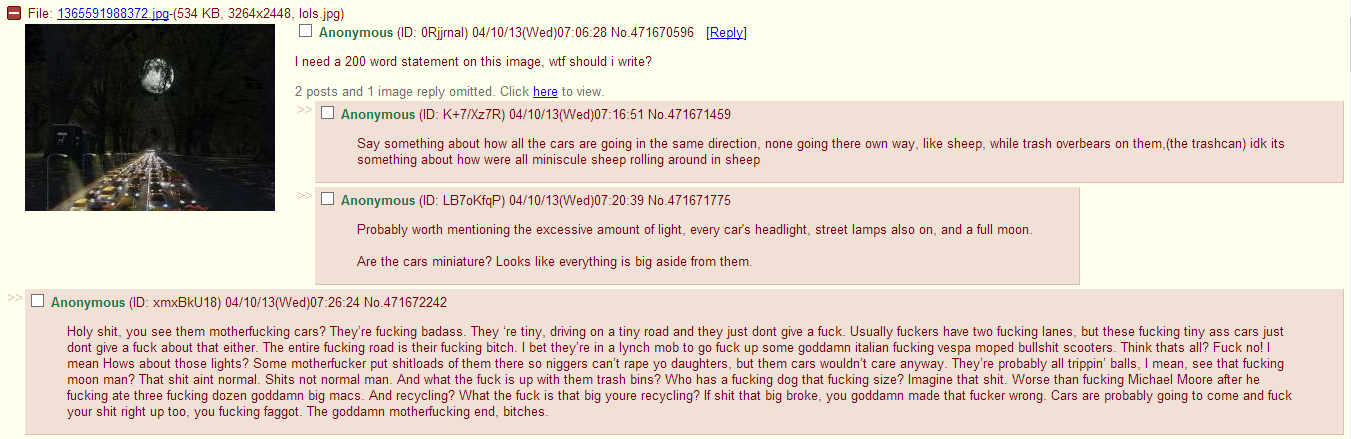 File: 1365591988372.jpg-(534 KB, 3264x2448, lols.jpg)
Anonymous (ID: 0Rjjrnal) 04/10/13(Wed)07:06:28 No.471670596 [Reply]
I need a 200 word statement on this image, wtf should i write?
2 posts and 1 image reply omitted. Click here to view.
>> Anonymous (ID: K+7/Xz7R) 04/10/13(Wed)07:16:51 No.471671459
Say something about how all the cars are going in the same direction, none going there own way, like sheep, while trash overbears on them,(the trashcan) idk its
something about how were all miniscule sheep rolling around in sheep
>> Anonymous (ID: LB7oKfqP) 04/10/13(Wed)07:20:39 No.471671775
Probably worth mentioning the excessive amount of light, every car's headlight, street lamps also on, and a full moon.
Are the cars miniature? Looks like everything is big aside from them.
>> Anonymous (ID: xmxBkU18) 04/10/13(Wed)07:26:24 No.471672242
Holy shit, you see them motherfucking cars? They're fucking badass. They 're tiny, driving on a tiny road and they just dont give a fuck. Usually fuckers have two fucking lanes, but these fucking tiny ass cars just
dont give a fuck about that either. The entire fucking road is their fucking bitch. I bet they're in a lynch mob to go fuck up some goddamn italian fucking vespa moped bullshit scooters. Think thats all? Fuck no! I
mean Hows about those lights? Some motherfucker put shitloads of them there so niggers can't rape yo daughters, but them cars wouldn't care anyway. They're probably all trippin' balls, I mean, see that fucking
moon man? That shit aint normal. Shits not normal man. And what the fuck is up with them trash bins? Who has a fucking dog that fucking size? Imagine that shit. Worse than fucking Michael Moore after he
fucking ate three fucking dozen goddamn big macs. And recycling? What the fuck is that big youre recycling? If shit that big broke, you goddamn made that fucker wrong. Cars are probably going to come and fuck
your shit right up too, you fucking faggot. The goddamn motherfucking end, bitches.